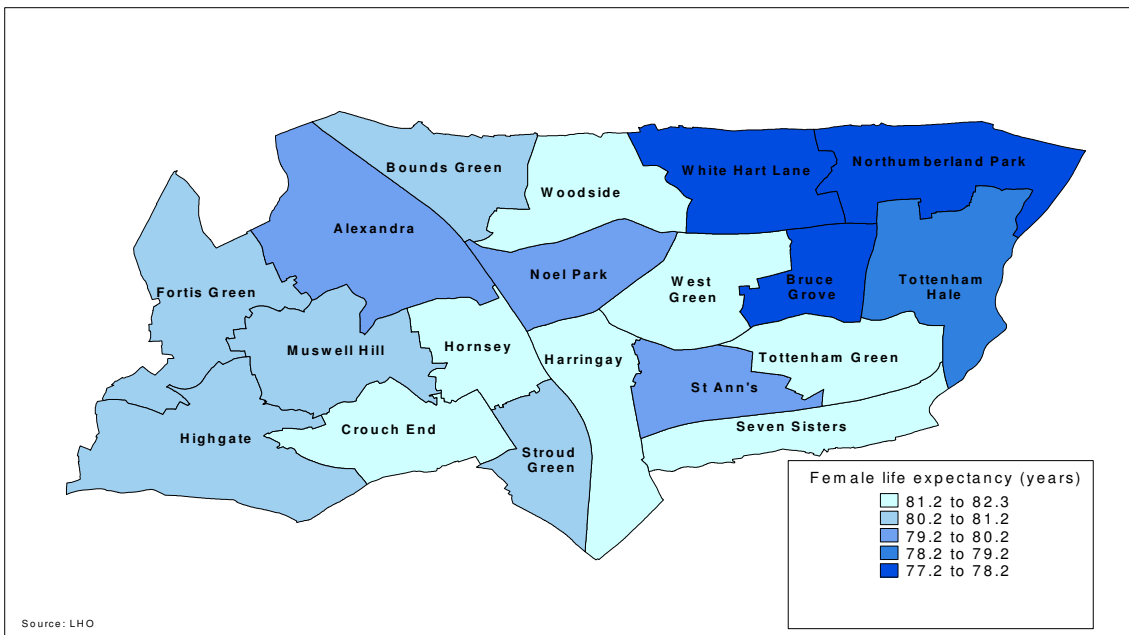 Bounds Green
White Hart Lane
Northumberland Park
Woodside
Alexandra
Noel Park
West
Green
Bruce
Grove
Tottenham
Hale
Fortis Green
Muswell Hill
Hornsey
Harringay
Tottenham Green
St Ann's
Highgate
Crouch End
Stroud
Green
Seven Sisters
Female life expectancy (years)
81.2 to 82.3
80.2 to 81.2
79.2 to 80.2
78.2 to 79.2
77.2 to 78.2
Source: LHO